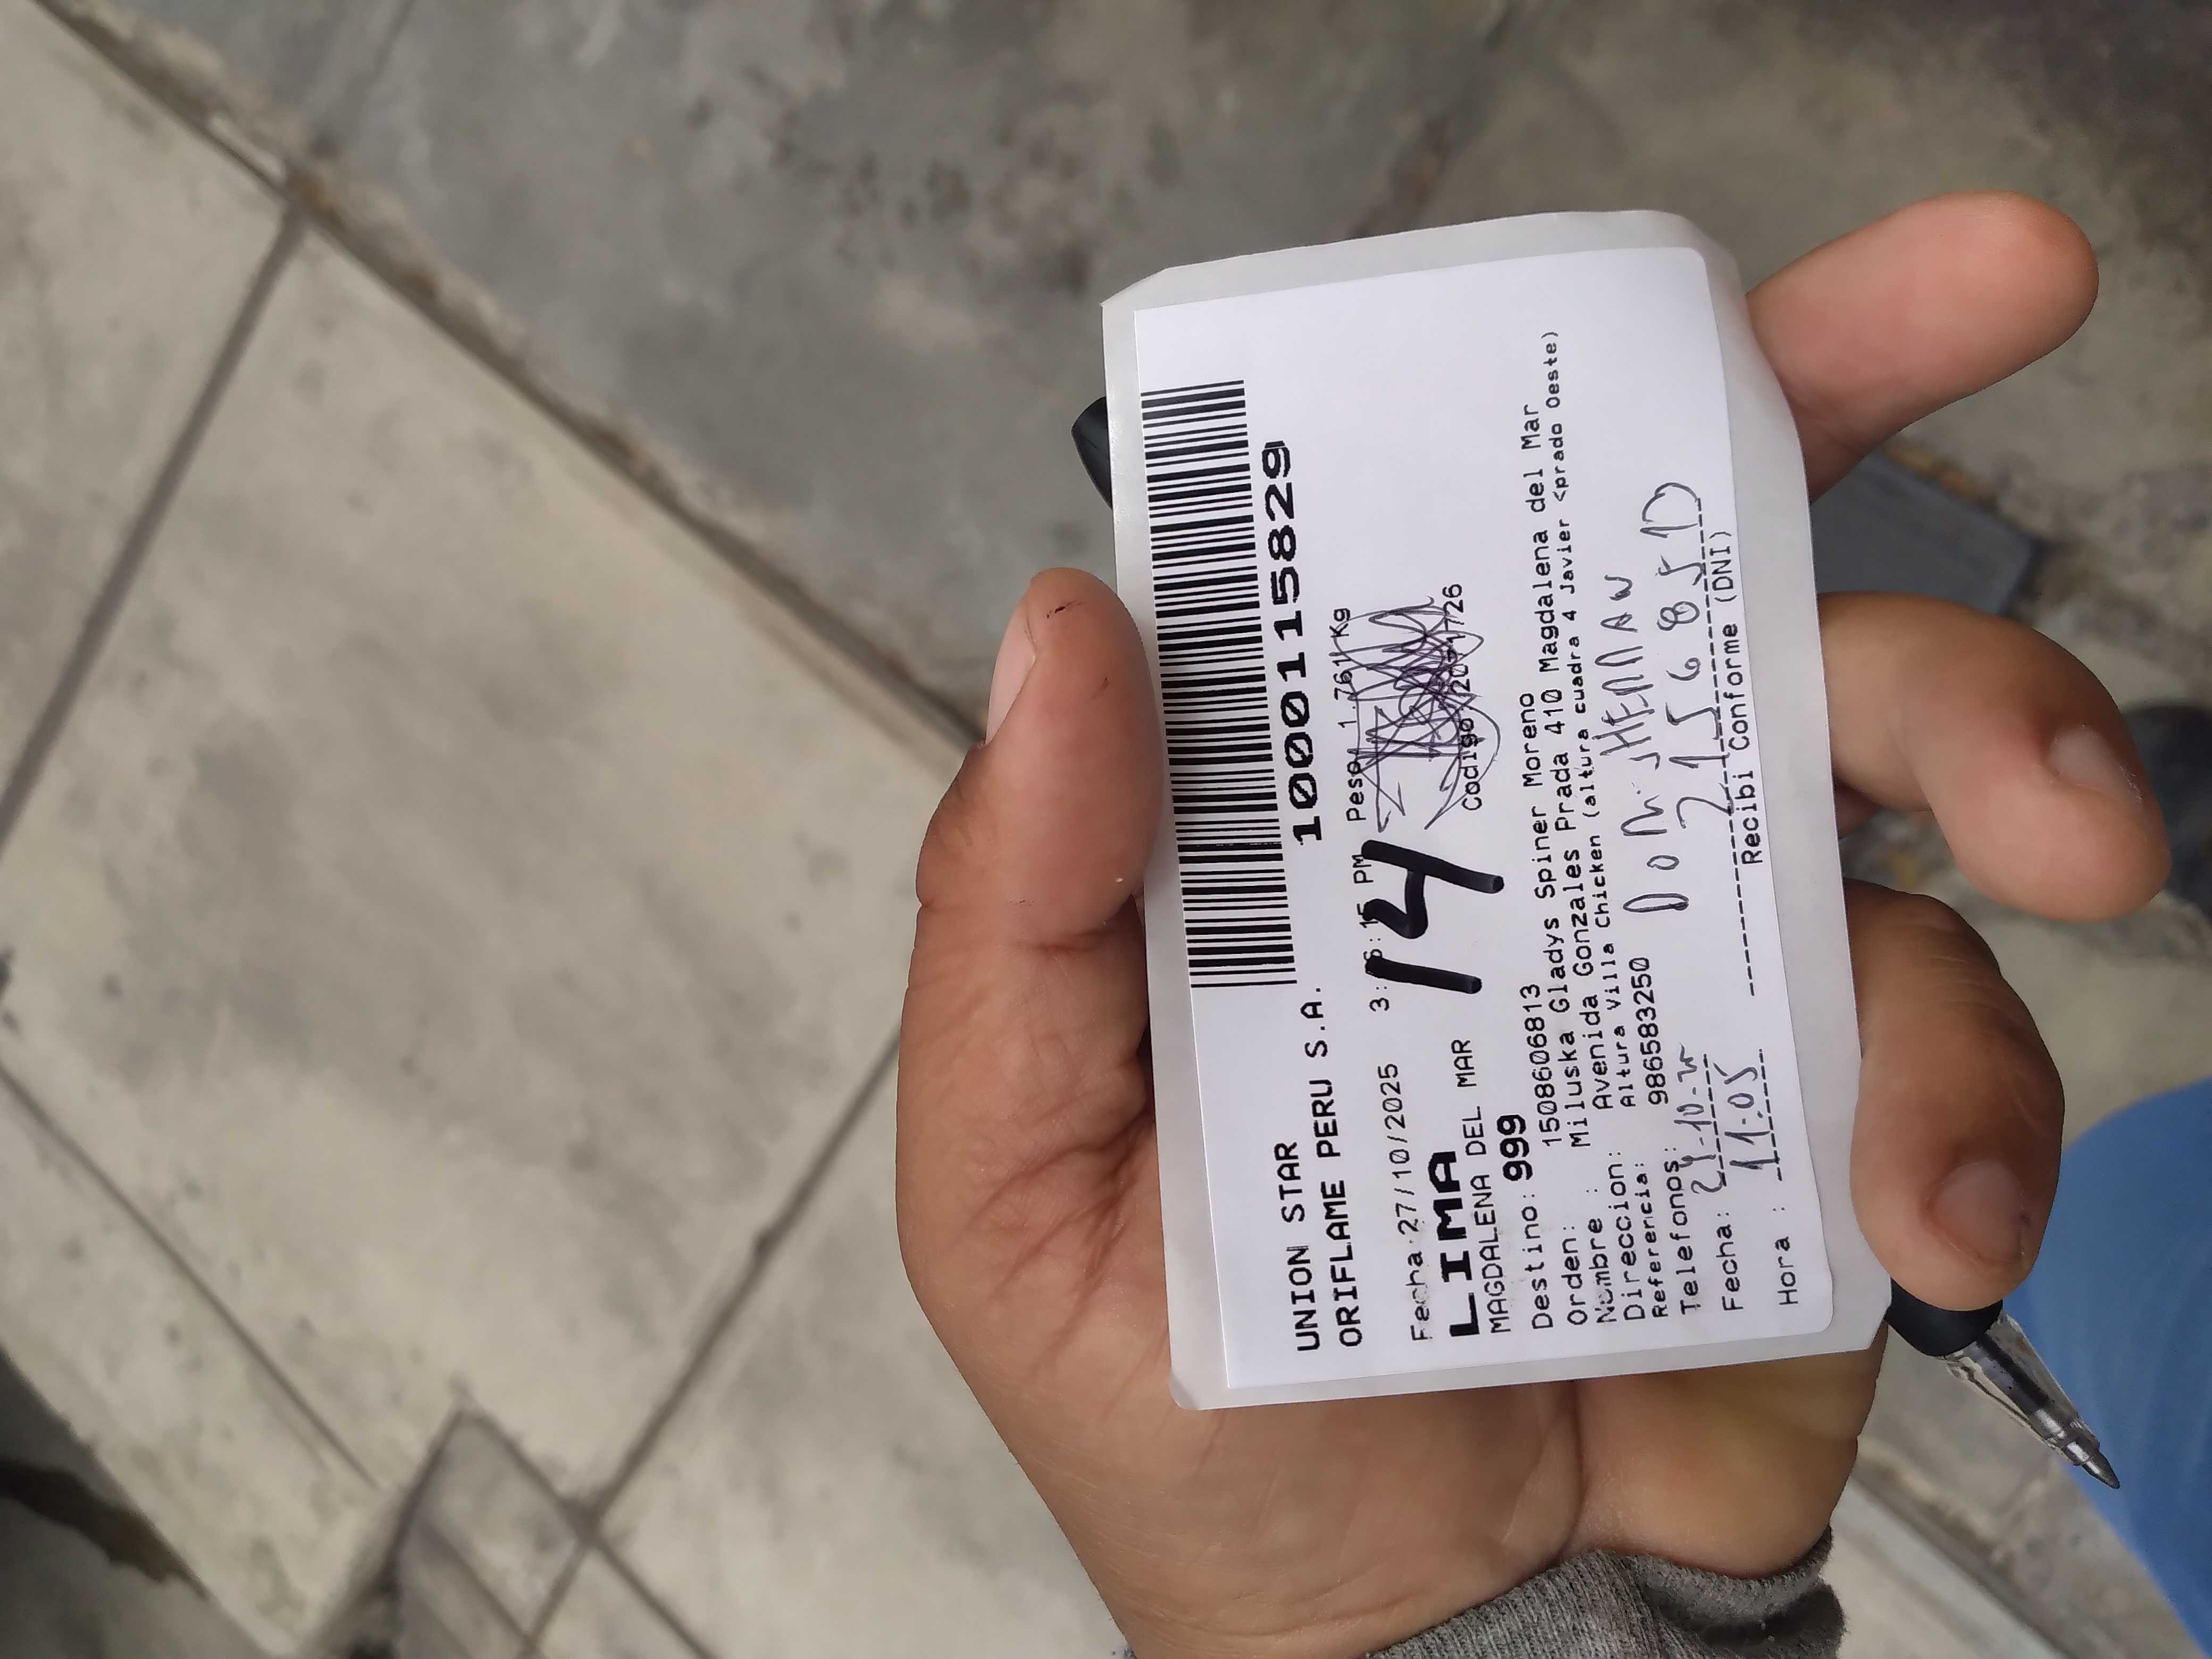 UNION STAR
ORIFLAME PERU S.A.
10001115829
Fecha:27/10/2025 PM Peso 1.761 Kg
LIMA
14
MAGDALENA DEL MAR
Destino: 999
Orden: 1508606813
Nombre : Miluska Gladys Spiner Moreno
Direccion: Avenida Gonzales Prada 410 Magdalena del Mar
Referencia: Altura Villa Chicken (altura cuadra 4 Javier <prado Oeste)
Telefonos: 986583250
Fecha:
Hora : 11:05
Recibi Conforme (DNI)